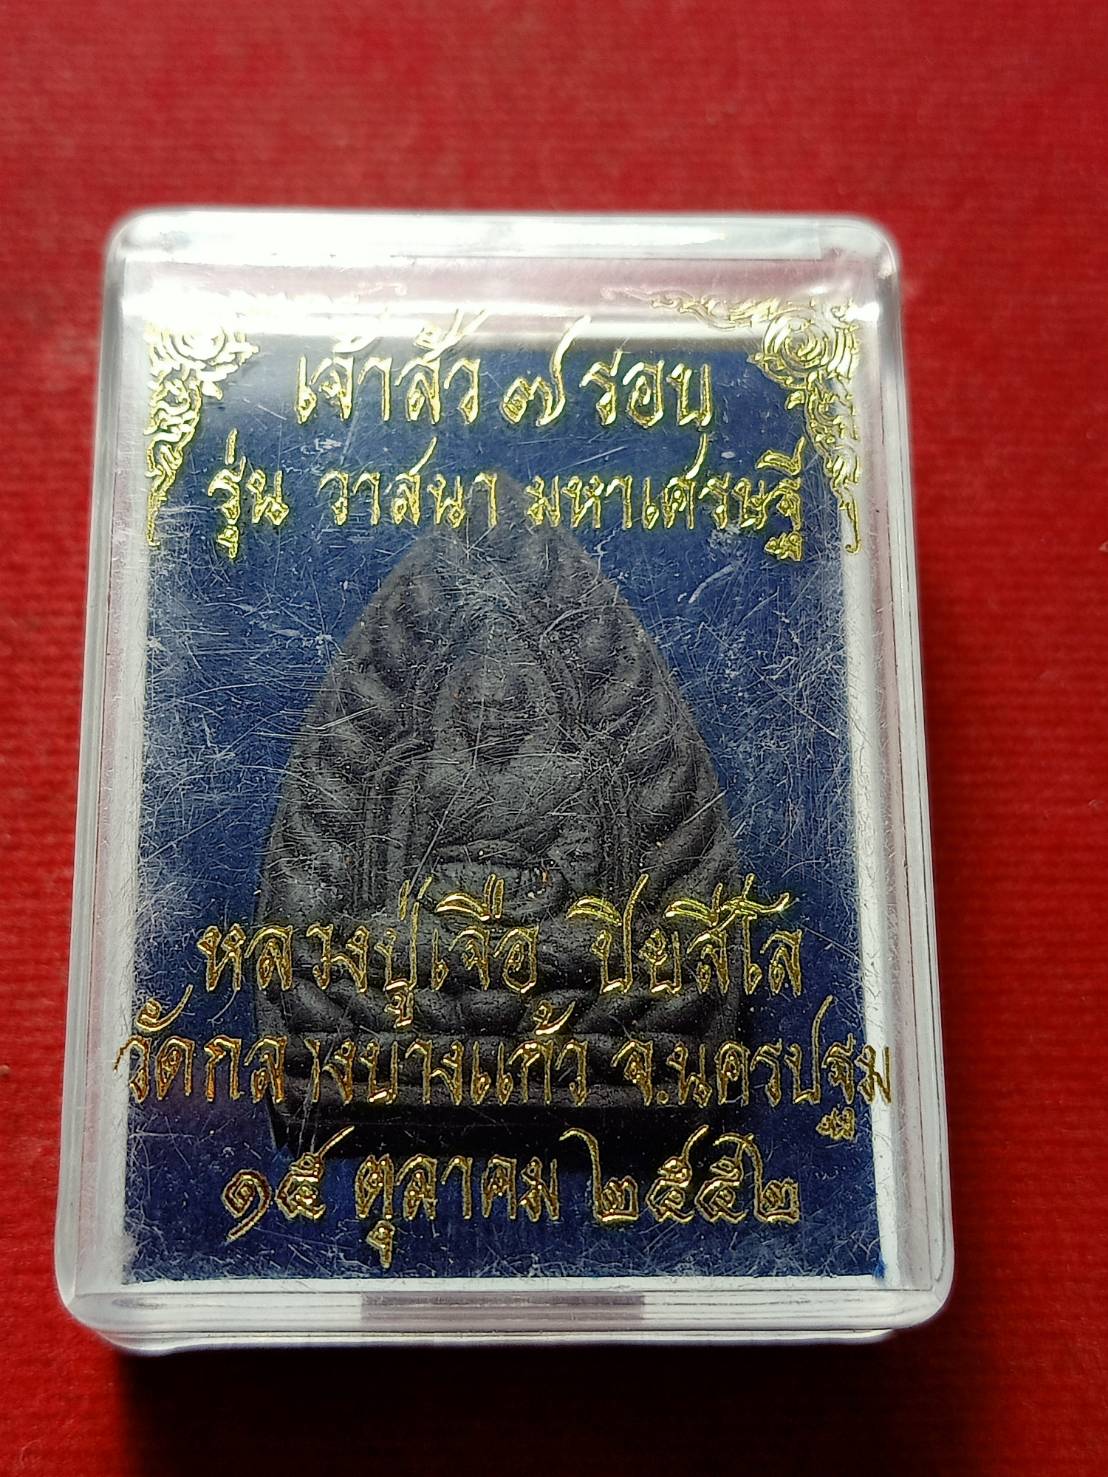 เจ้าสัว ๗ รอบ
รุ่น วาสนา มหาเศรษฐี
หลวงปู่เจือ ปิยสีโล
วัดกลางบางแก้ว จ.นครปฐม
๑๕ ตุลาคม ๒๕๕๒